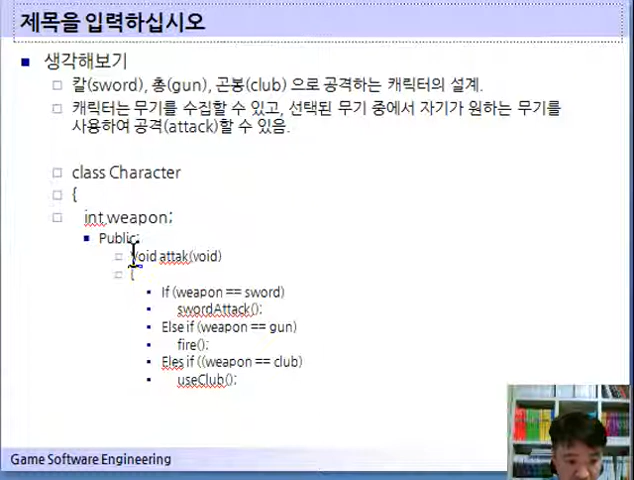 제목을 입력하십시오
생각해보기
칼(sword), 총(gun), 곤봉(club) 으로 공격하는 캐릭터의 설계.
캐릭터는 무기를 수집할 수 있고, 선택된 무기 중에서 자기가 원하는 무기를
사용하여 공격(attack)할 수 있음.
class Character
{
int weapon;
Public:
Void attak(void)
{
If (weapon == sword)
swordAttack();
Else if (weapon == gun)
fire();
Eles if ((weapon == club)
useClub();
Game Software Engineering